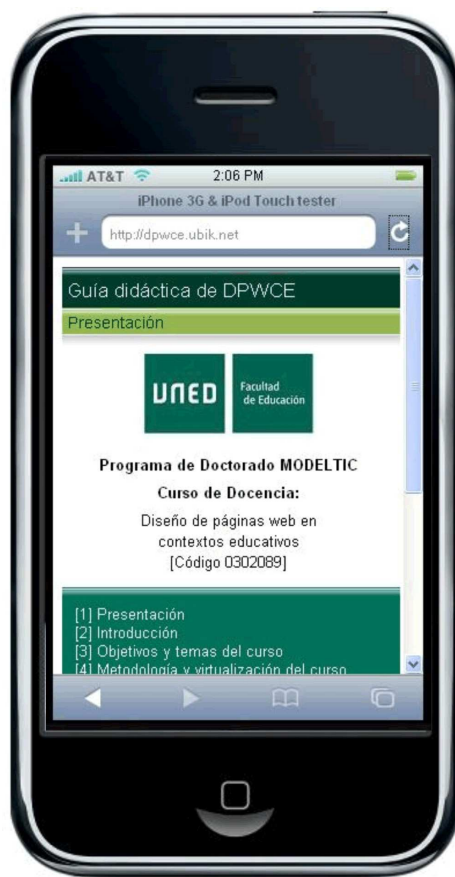 AT&T 2:06 PM
iPhone 3G & iPod Touch tester
http://dpwce.ubik.net
Guía didáctica de DPWCE
Presentación
UNED Facultad
de Educación
Programa de Doctorado MODELTIC
Curso de Docencia:
Diseño de páginas web en
contextos educativos
[Código 0302089]
[1] Presentación
[2] Introducción
[3] Objetivos y temas del curso
[4] Metodología y virtualización del curso